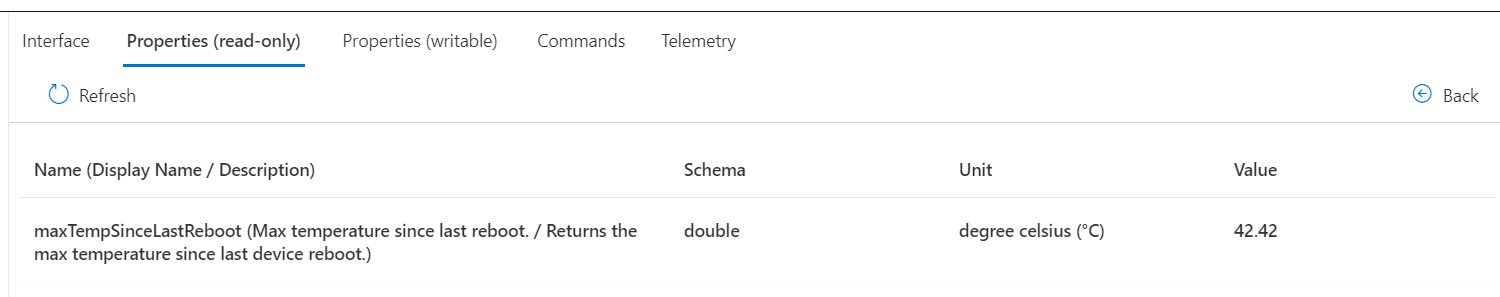 Interface Properties (read-only) Properties (writable) Commands Telemetry
Refresh Back
Name (Display Name / Description) Schema Unit Value
maxTempSinceLastReboot (Max temperature since last reboot. / Returns the double degree celsius (°C) 42.42
max temperature since last device reboot.)